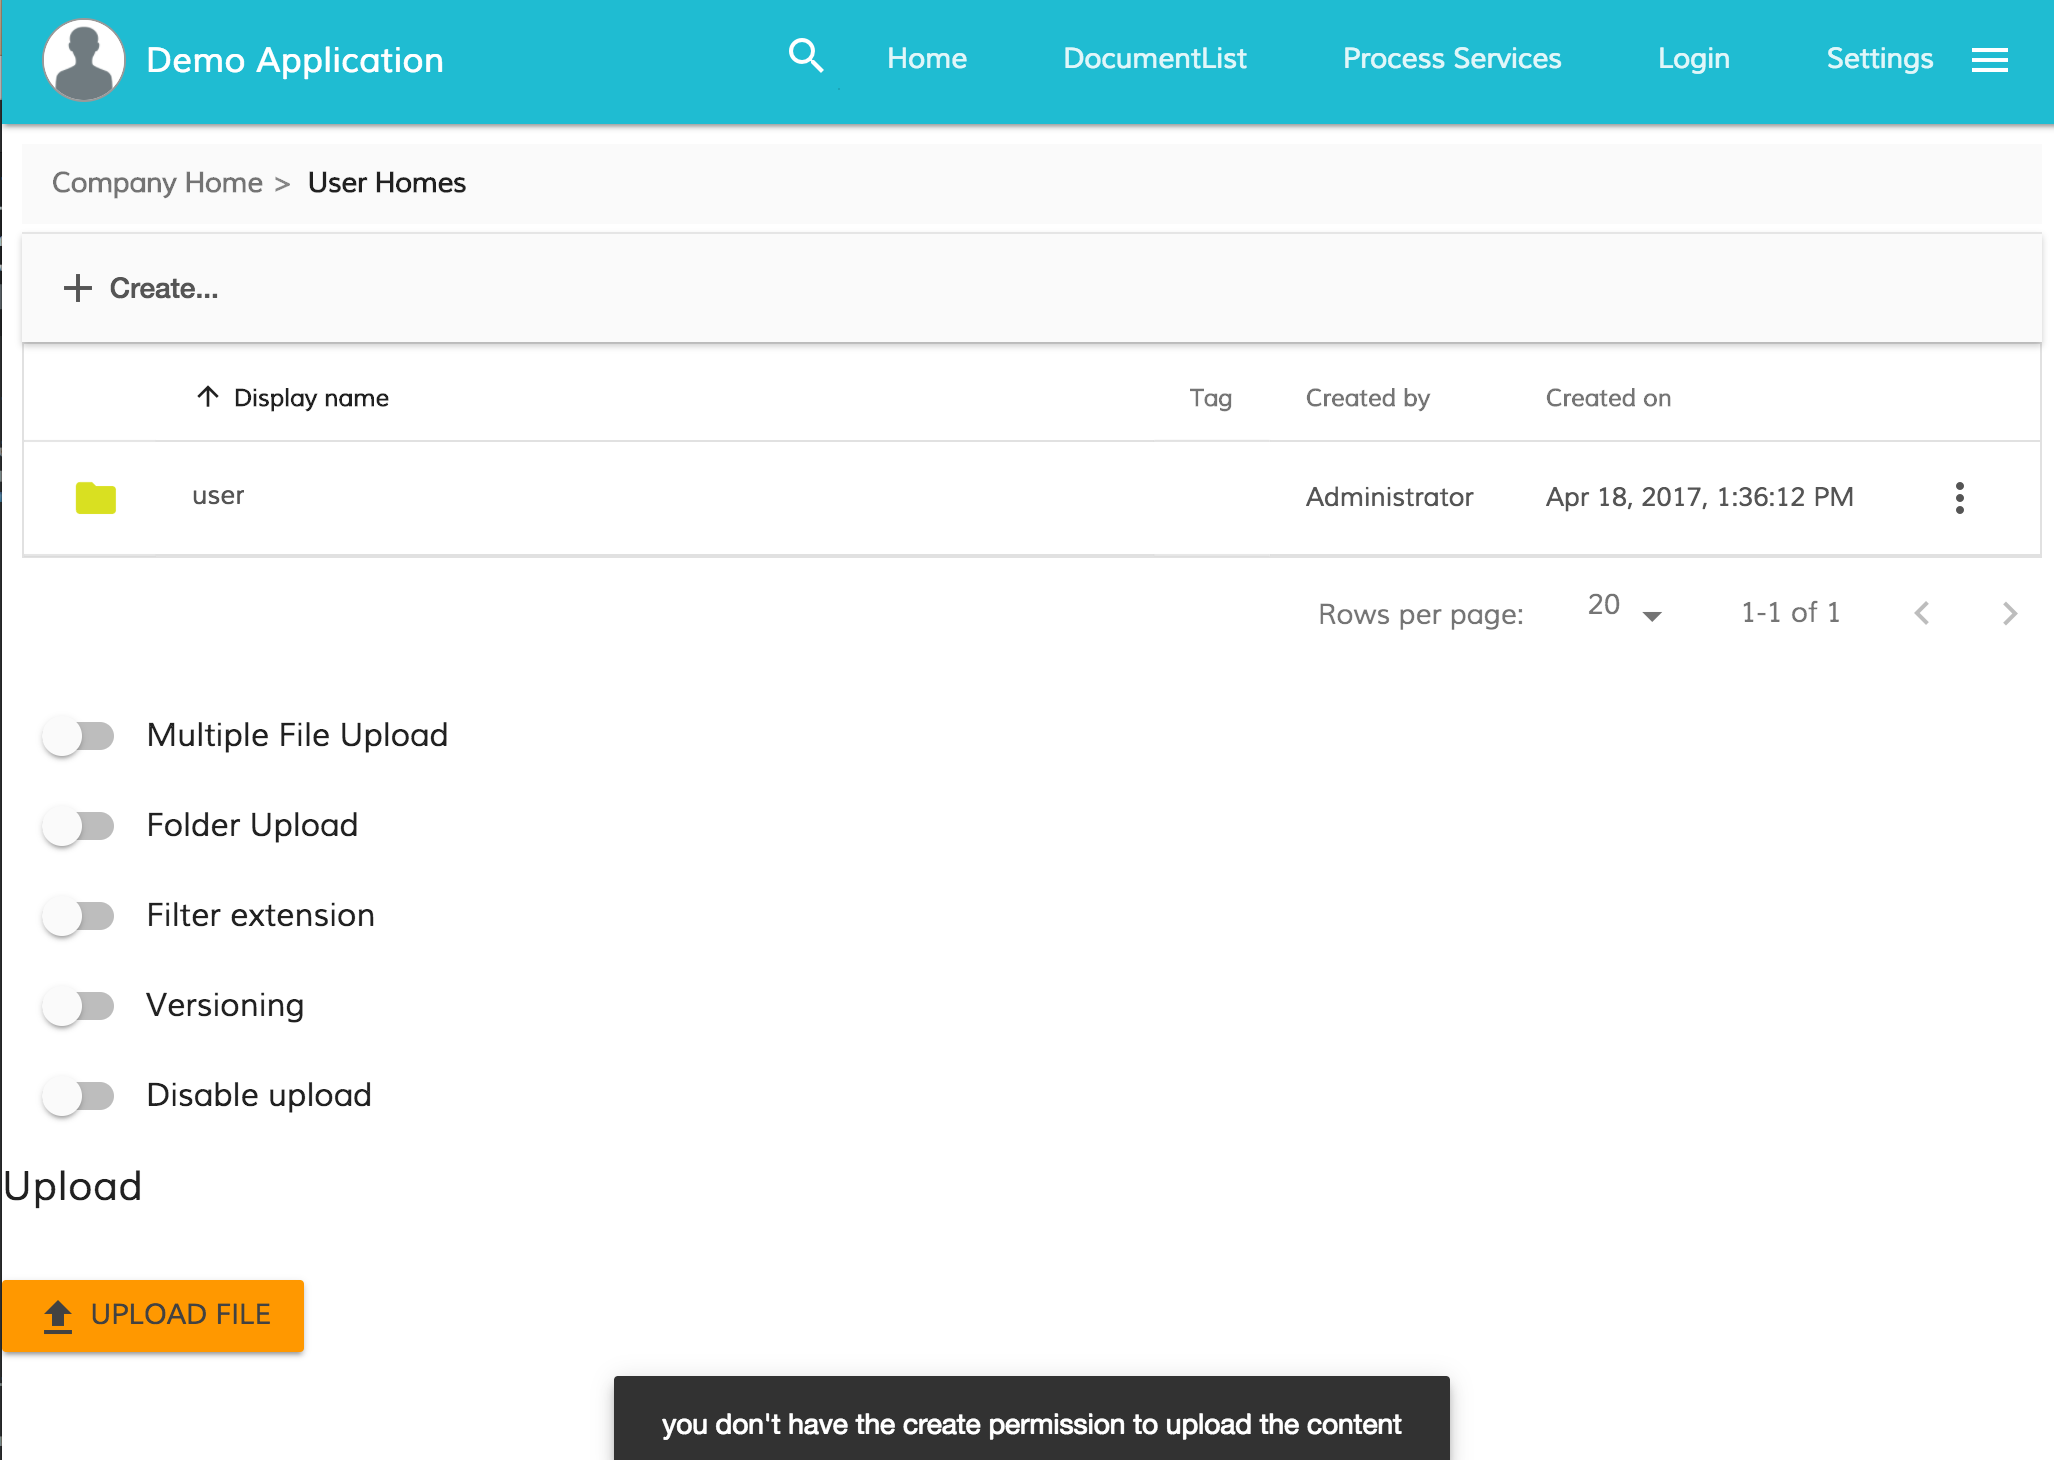 Demo Application
Home
DocumentList
Process Services
Login
Settings
Company Home > User Homes
Create...
Display name
Tag
Created by
Created on
user
Administrator
Apr 18, 2017, 1:36:12 PM
Rows per page:
20
1-1 of 1
Multiple File Upload
Folder Upload
Filter extension
Versioning
Disable upload
Upload
UPLOAD FILE
you don't have the create permission to upload the content